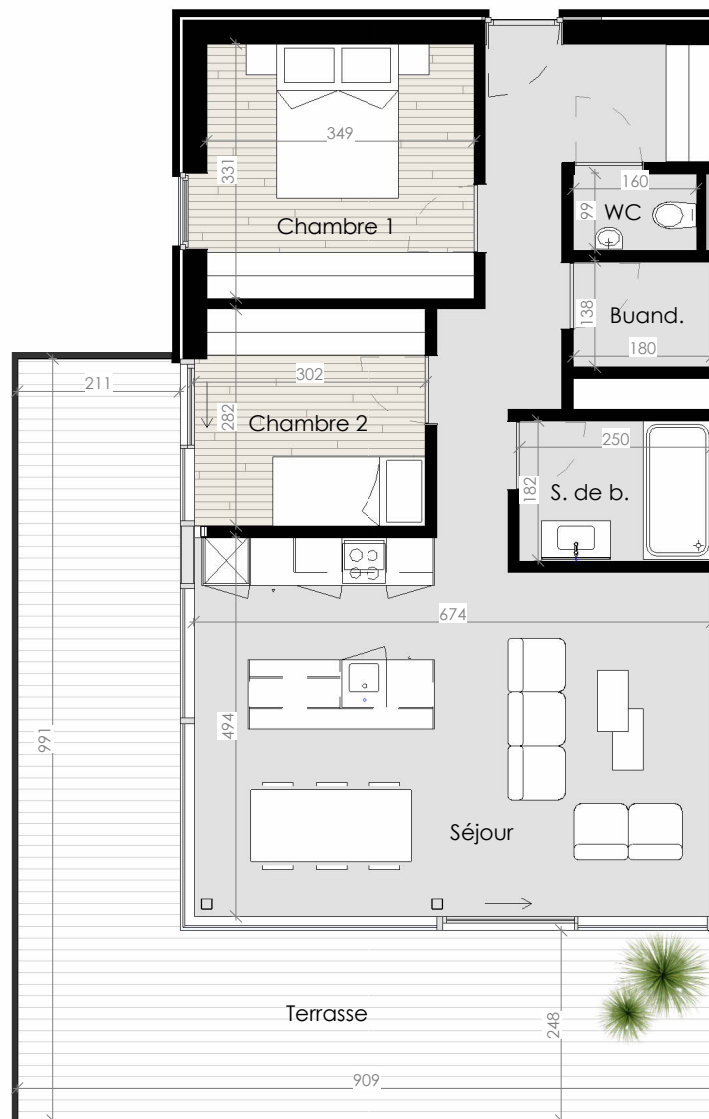 349
331
Chambre 1
160
99
WC
138
Buand.
180
211
302
282
Chambre 2
250
182
S. de b.
674
494
991
Séjour
Terrasse
248
909